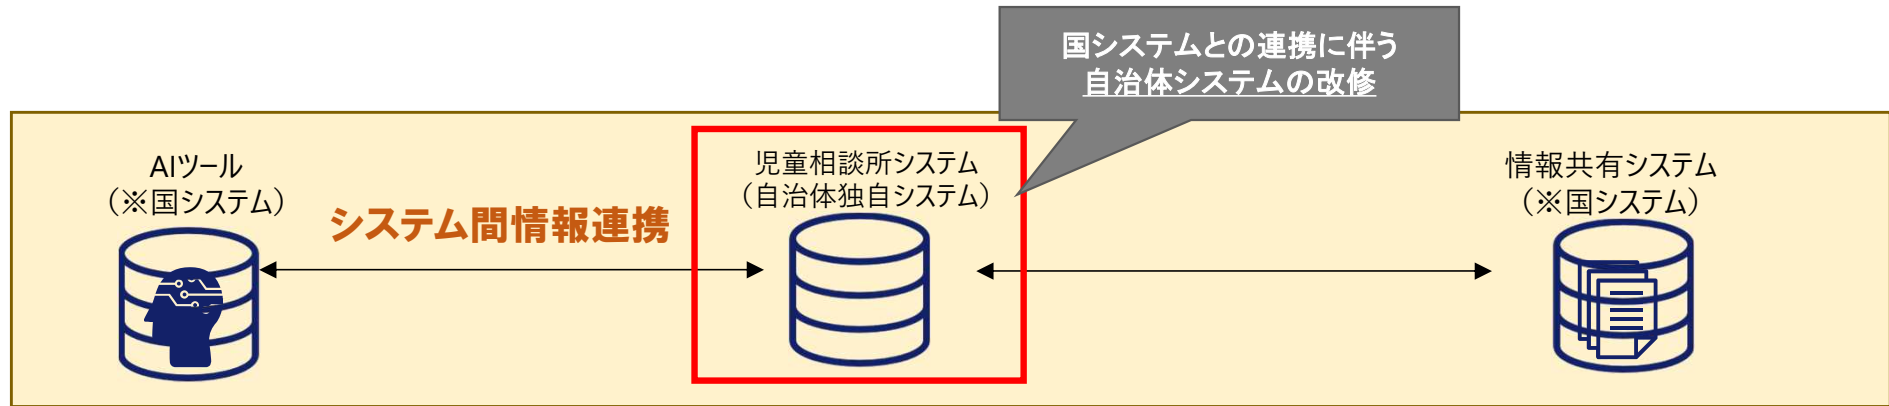 国システムとの連携に伴う
自治体システムの改修
AIツール
（※国システム）
システム間情報連携
児童相談所システム
（自治体独自システム）
情報共有システム
（※国システム）